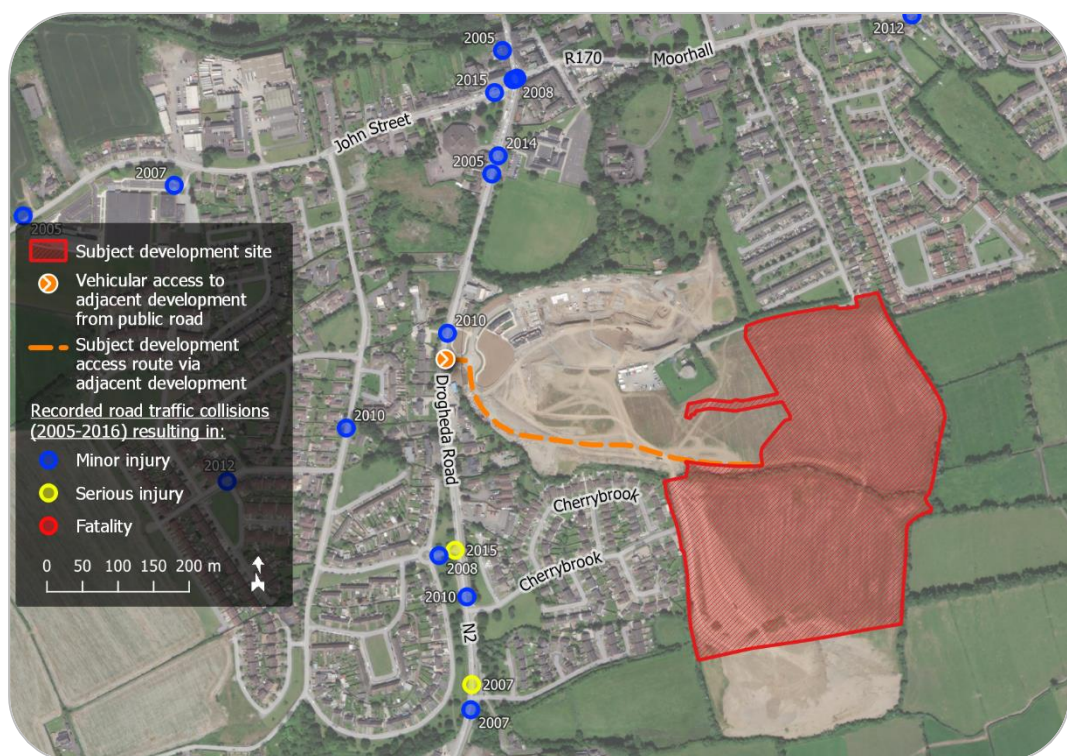 2005
R170
Moorhall
2012
2015
2008
John Street
2014
2005
2007
2005
Subject development site
Vehicular access to
adjacent development
from public road
Subject development
access route via
adjacent development
Recorded road traffic collisions
(2005-2016) resulting in:
Minor injury
2012
Serious injury
Fatality
0 50 100 150 200 m
2010
Drogheda Road
2010
Cherrybrook
Cherrybrook
2015
2008
2010
N2
2007
2007